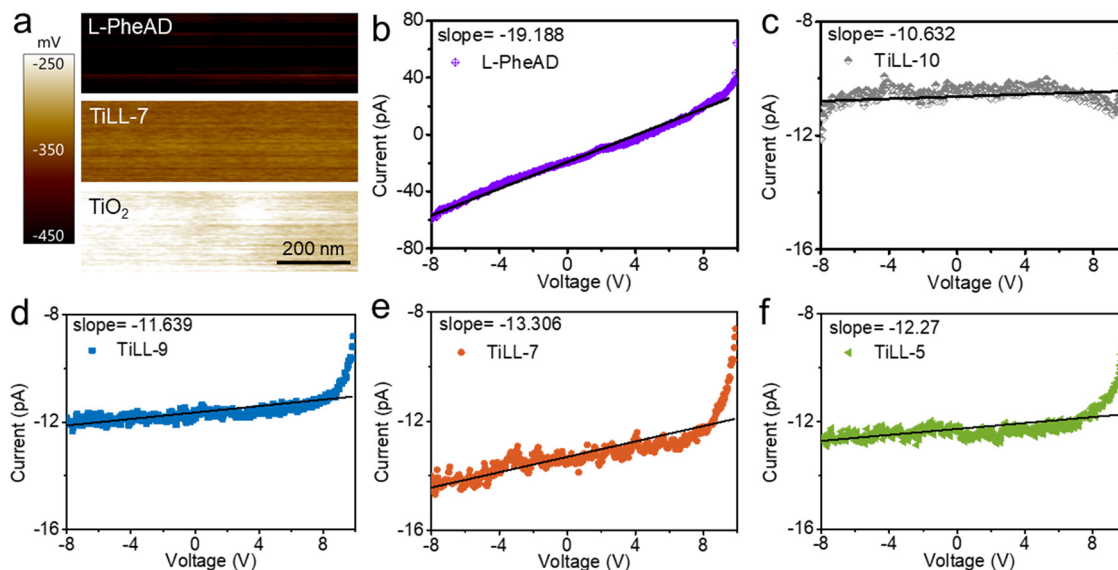 a
mV
-250
-350
-450
L-PheAD
TiLL-7
TiO₂
200 nm
b
slope= -19.188
L-PheAD
Current (pA)
80
40
0
-40
-80
-8 -4 0 4 8
Voltage (V)
c
slope= -10.632
TiLL-10
Current (pA)
-8
-12
-16
-8 -4 0 4 8
Voltage (V)
d
slope= -11.639
TiLL-9
Current (pA)
-8
-12
-16
-8 -4 0 4 8
Voltage (V)
e
slope= -13.306
TiLL-7
Current (pA)
-8
-12
-16
-8 -4 0 4 8
Voltage (V)
f
slope= -12.27
TiLL-5
Current (pA)
-8
-12
-16
-8 -4 0 4 8
Voltage (V)